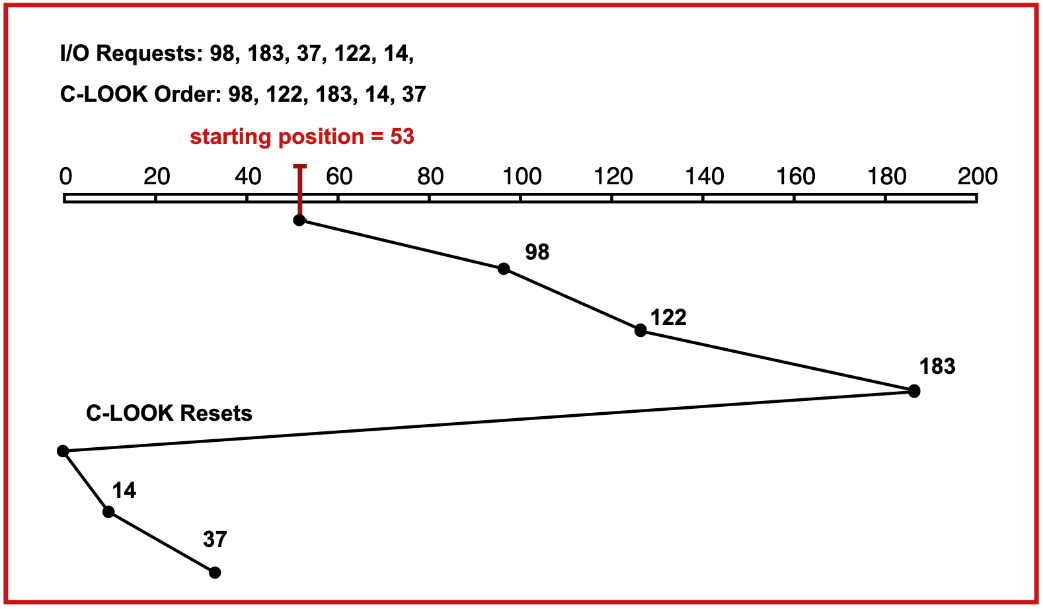 I/O Requests: 98, 183, 37, 122, 14,
C-LOOK Order: 98, 122, 183, 14, 37
starting position = 53
0 20 40 60 80 100 120 140 160 180 200
98
122
183
C-LOOK Resets
14
37